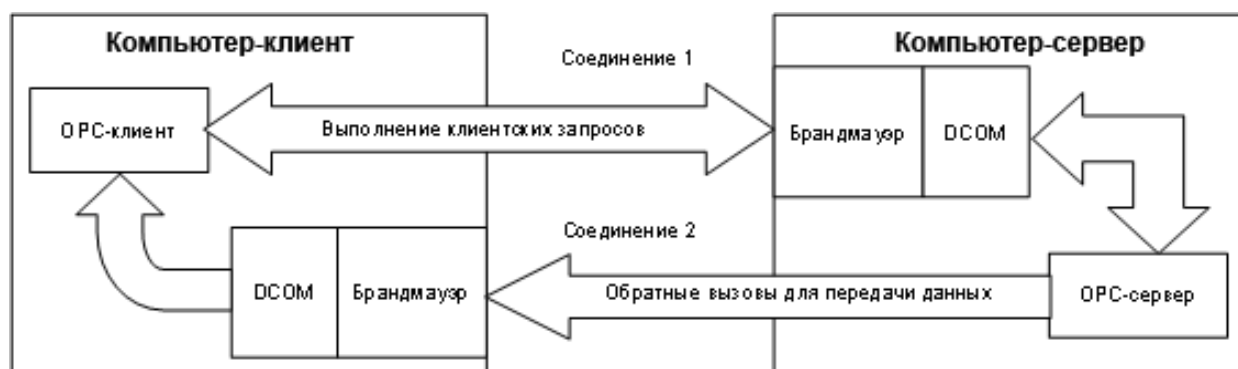 Компьютер-клиент
Компьютер-сервер
Соединение 1
OPC-клиент
Выполнение клиентских запросов
Брандмауэр
DCOM
Соединение 2
DCOM
Брандмауэр
Обратные вызовы для передачи данных
OPC-сервер